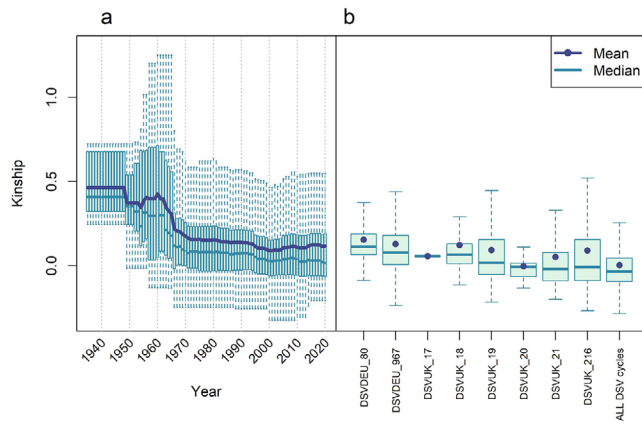 a
b
Mean
Median
Kinship
1.0
0.5
0.0
1940
1950
1960
1970
1980
1990
2000
2010
2020
Year
DSVDEU_80
DSVDEU_967
DSVUK_17
DSVUK_18
DSVUK_19
DSVUK_20
DSVUK_21
DSVUK_216
ALL DSV cycles